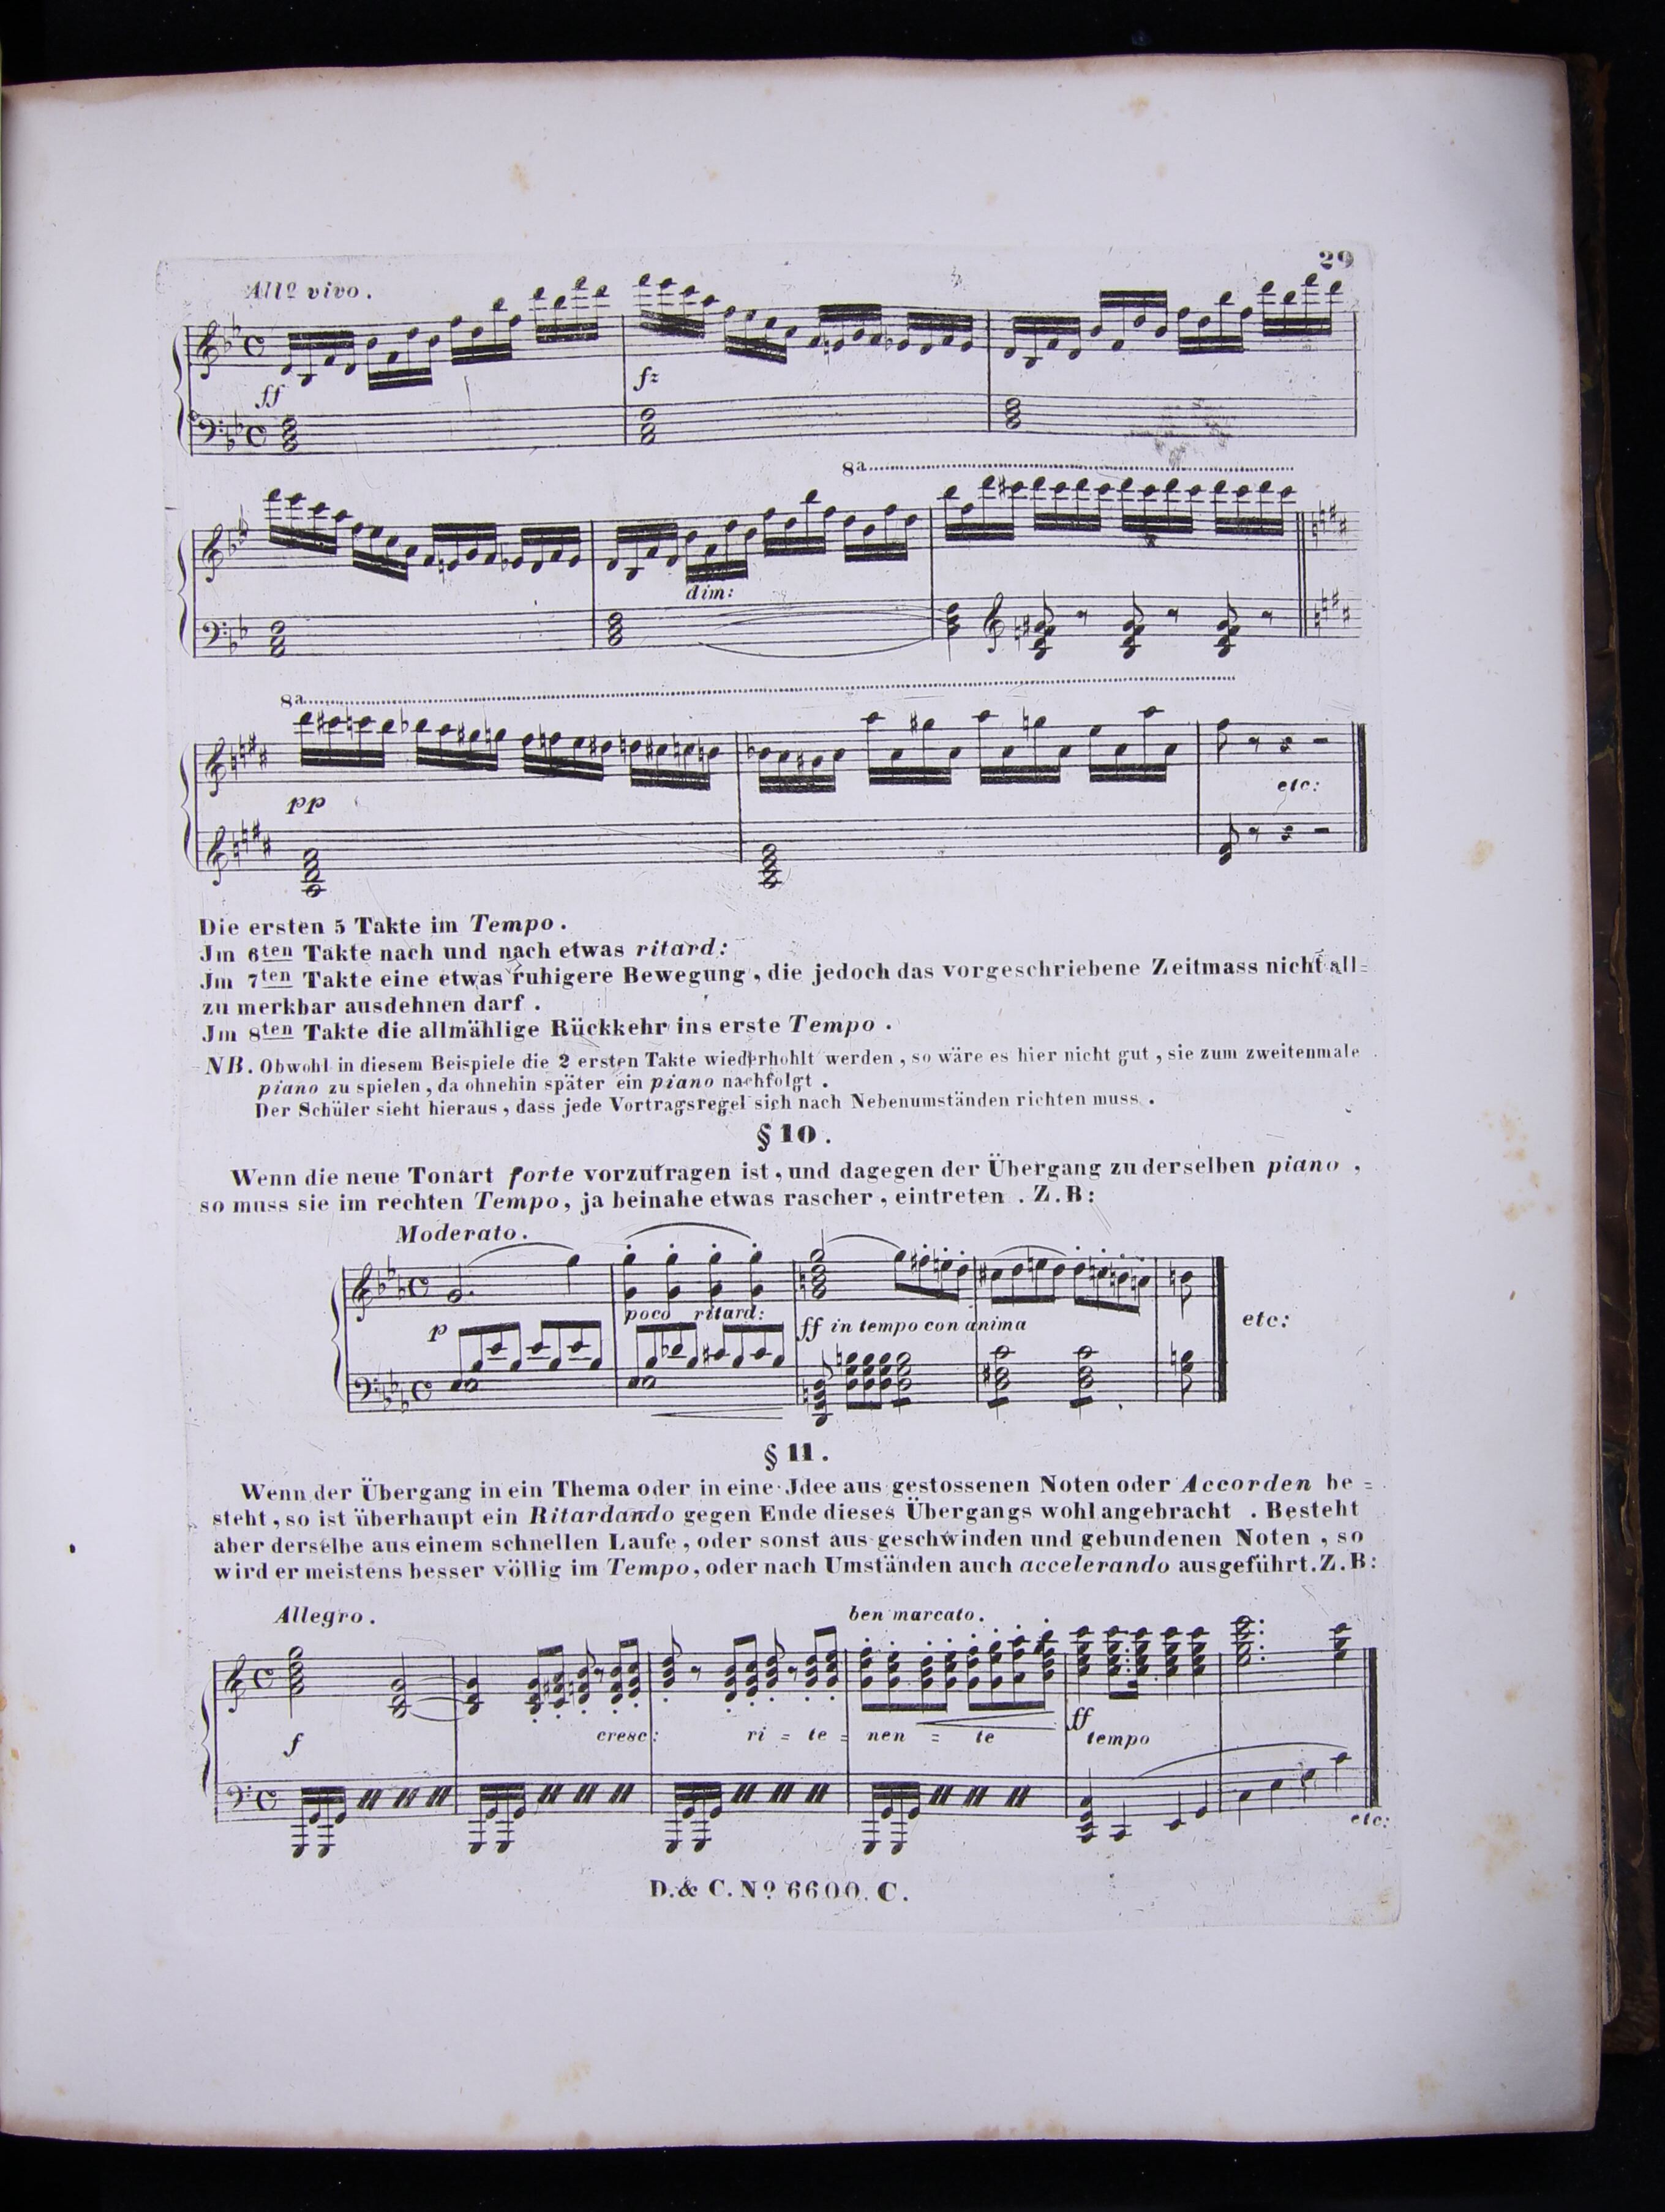 29
All? vivo.
ff
fz
8a
dim:
8a
pp
etc:
Die ersten 5 Takte im Tempo.
Jm 6ten Takte nach und nach etwas ritard:
Jm 7ten Takte eine etwas ruhigere Bewegung, die jedoch das vorgeschriebene Zeitmass nicht all=
zu merkbar ausdehnen darf.
Jm 8ten Takte die allmählige Rückkehr ins erste Tempo.
NB. Obwohl in diesem Beispiele die 2 ersten Takte wiederhohlt werden, so wäre es hier nicht gut, sie zum zweitenmale
piano zu spielen, da ohnehin später ein piano nachfolgt.
Der Schüler sieht hieraus, dass jede Vortragsregel sich nach Nebenumständen richten muss.
§ 10.
Wenn die neue Tonart forte vorzutragen ist, und dagegen der Übergang zu derselben piano,
so muss sie im rechten Tempo, ja beinahe etwas rascher, eintreten. Z. B:
Moderato.
p poco ritard: ff in tempo con anima
etc:
§ 11.
Wenn der Übergang in ein Thema oder in eine Jdee aus gestossenen Noten oder Accorden be=
steht, so ist überhaupt ein Ritardando gegen Ende dieses Übergangs wohl angebracht. Besteht
aber derselbe aus einem schnellen Laufe, oder sonst aus geschwinden und gebundenen Noten, so
wird er meistens besser völlig im Tempo, oder nach Umständen auch accelerando ausgeführt. Z. B:
Allegro. ben marcato.
f cresc: ri = te = nen = te ff tempo
etc:
D. & C. No. 6600. C.